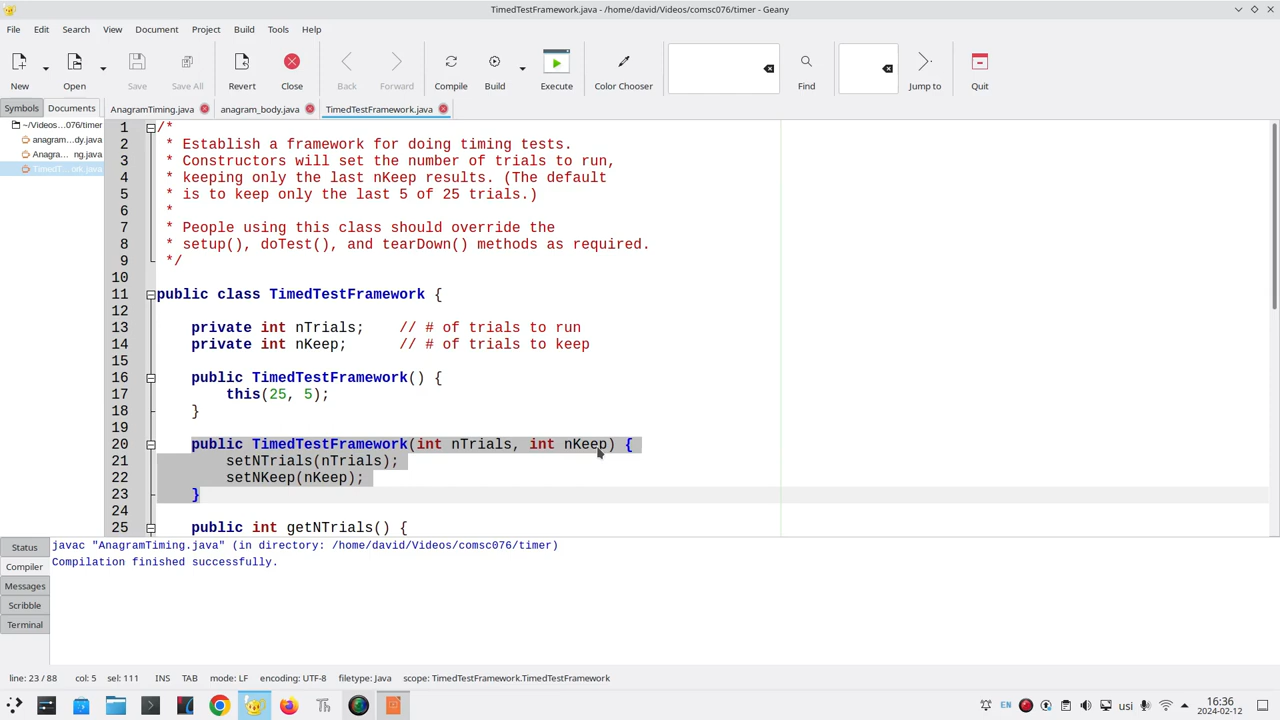 TimedTestFramework.java - /home/david/Videos/comsc076/timer - Geany
File Edit Search View Document Project Build Tools Help
New Open Save Save All Revert Close Back Forward Compile Build Execute Color Chooser Find Jump to Quit
Symbols Documents AnagramTiming.java anagram_body.java TimedTestFramework.java
~/Videos...076/timer
anagram...dy.java
Anagra... ng.java
TimedT... ork.java
1 /*
2 * Establish a framework for doing timing tests.
3 * Constructors will set the number of trials to run,
4 * keeping only the last nKeep results. (The default
5 * is to keep only the last 5 of 25 trials.)
6 *
7 * People using this class should override the
8 * setup(), doTest(), and tearDown() methods as required.
9 */
10
11 public class TimedTestFramework {
12
13 private int nTrials; // # of trials to run
14 private int nKeep; // # of trials to keep
15
16 public TimedTestFramework() {
17 this(25, 5);
18 }
19
20 public TimedTestFramework(int nTrials, int nKeep) {
21 setNTrials(nTrials);
22 setNKeep(nKeep);
23 }
24
25 public int getNTrials() {
Status
Compiler
Messages
Scribble
Terminal
javac "AnagramTiming.java" (in directory: /home/david/Videos/comsc076/timer)
Compilation finished successfully.
line: 23 / 88 col: 5 sel: 111 INS TAB mode: LF encoding: UTF-8 filetype: Java scope: TimedTestFramework.TimedTestFramework
Th EN usi 16:36
2024-02-12